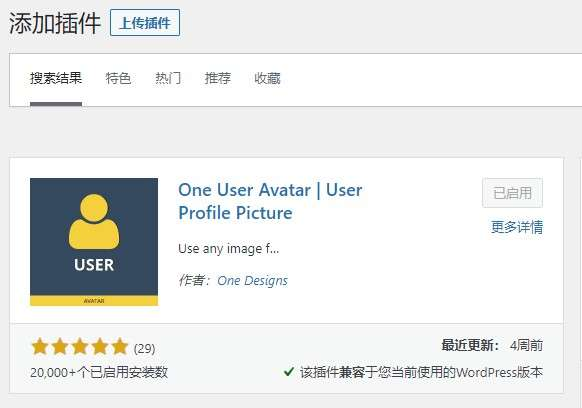 添加插件 上传插件
搜索结果 特色 热门 推荐 收藏
USER
AVATAR
One User Avatar | User
Profile Picture
Use any image f...
作者：One Designs
已启用
更多详情
(29)
20,000+个已启用安装数
最近更新： 4周前
该插件兼容于您当前使用的WordPress版本